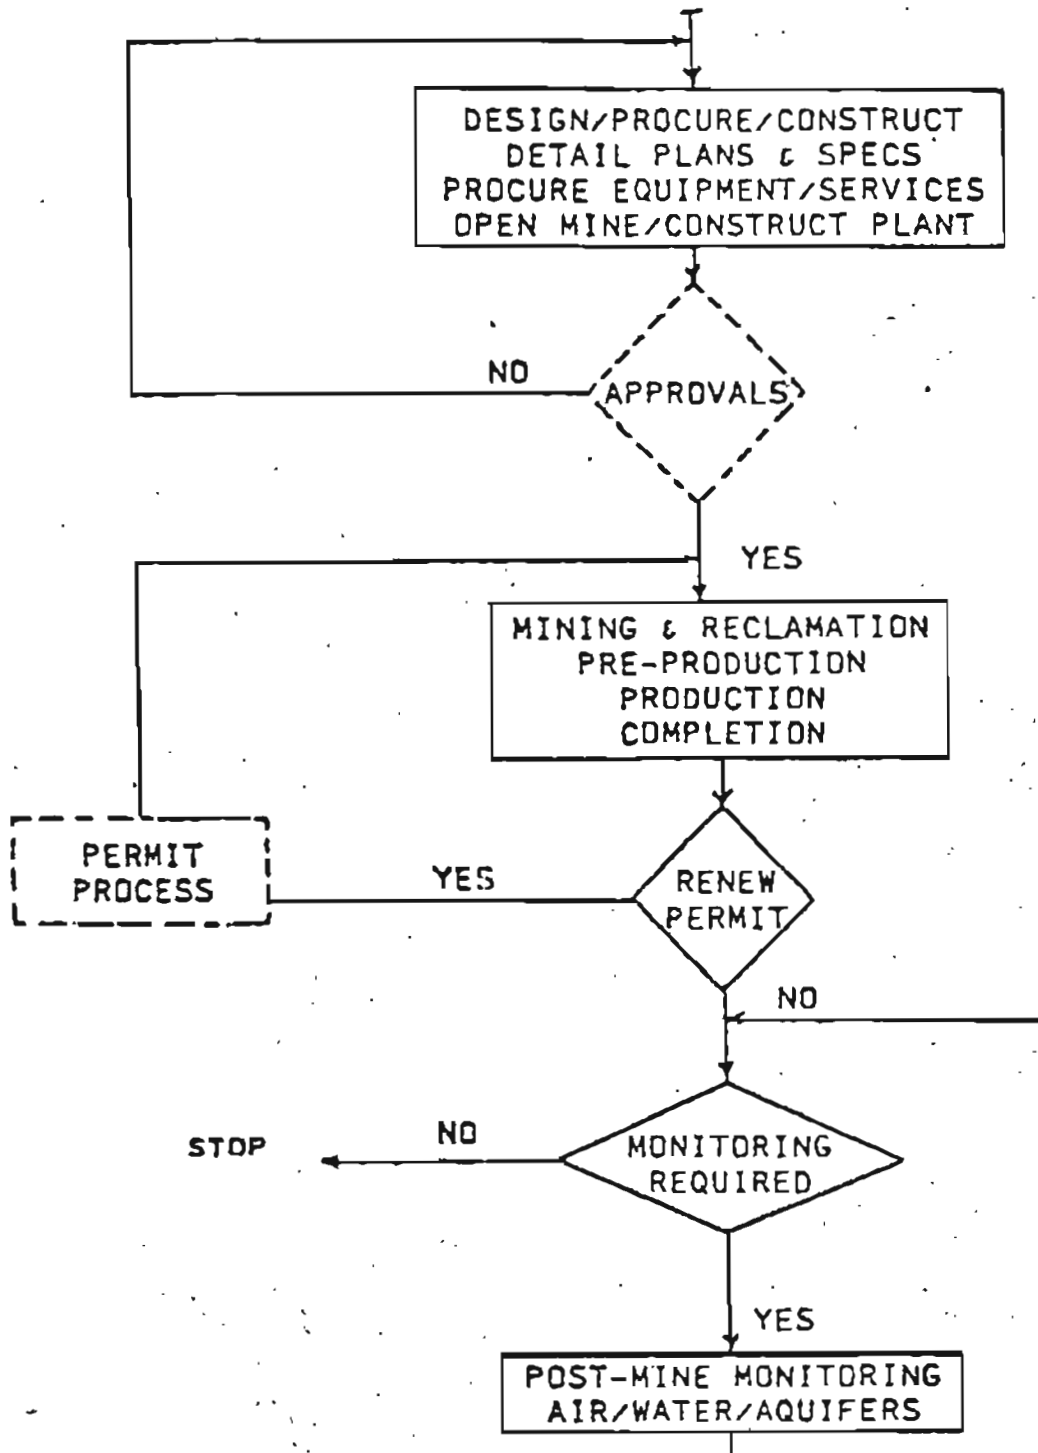 DESIGN/PROCURE/CONSTRUCT
DETAIL PLANS & SPECS
PROCURE EQUIPMENT/SERVICES
OPEN MINE/CONSTRUCT PLANT
NO
APPROVALS
YES
MINING & RECLAMATION
PRE-PRODUCTION
PRODUCTION
COMPLETION
PERMIT
PROCESS
YES
RENEW
PERMIT
NO
STOP
NO
MONITORING
REQUIRED
YES
POST-MINE MONITORING
AIR/WATER/AQUIFERS